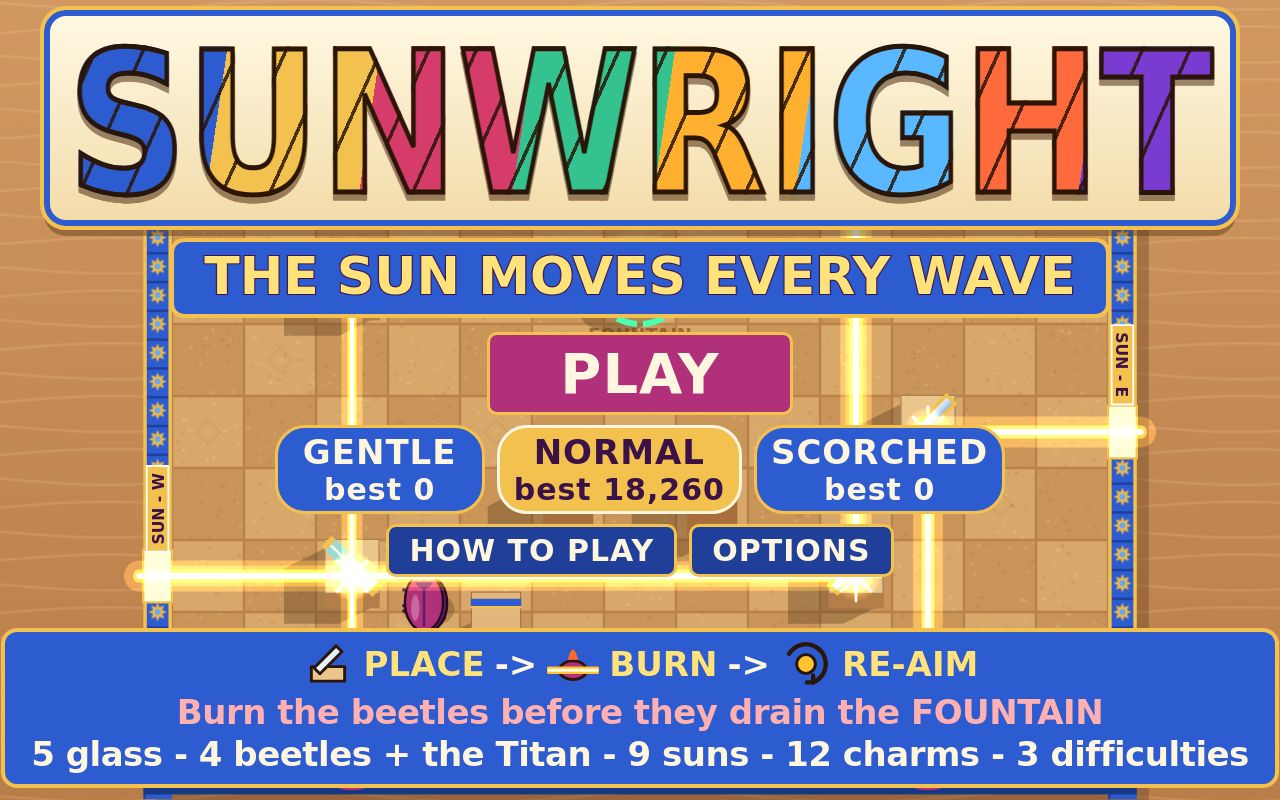 SUNWRIGHT
THE SUN MOVES EVERY WAVE
FOUNTAIN
PLAY
SUN - E
GENTLE
best 0
NORMAL
best 18,260
SCORCHED
best 0
SUN - W
HOW TO PLAY
OPTIONS
PLACE -> BURN -> RE-AIM
Burn the beetles before they drain the FOUNTAIN
5 glass - 4 beetles + the Titan - 9 suns - 12 charms - 3 difficulties